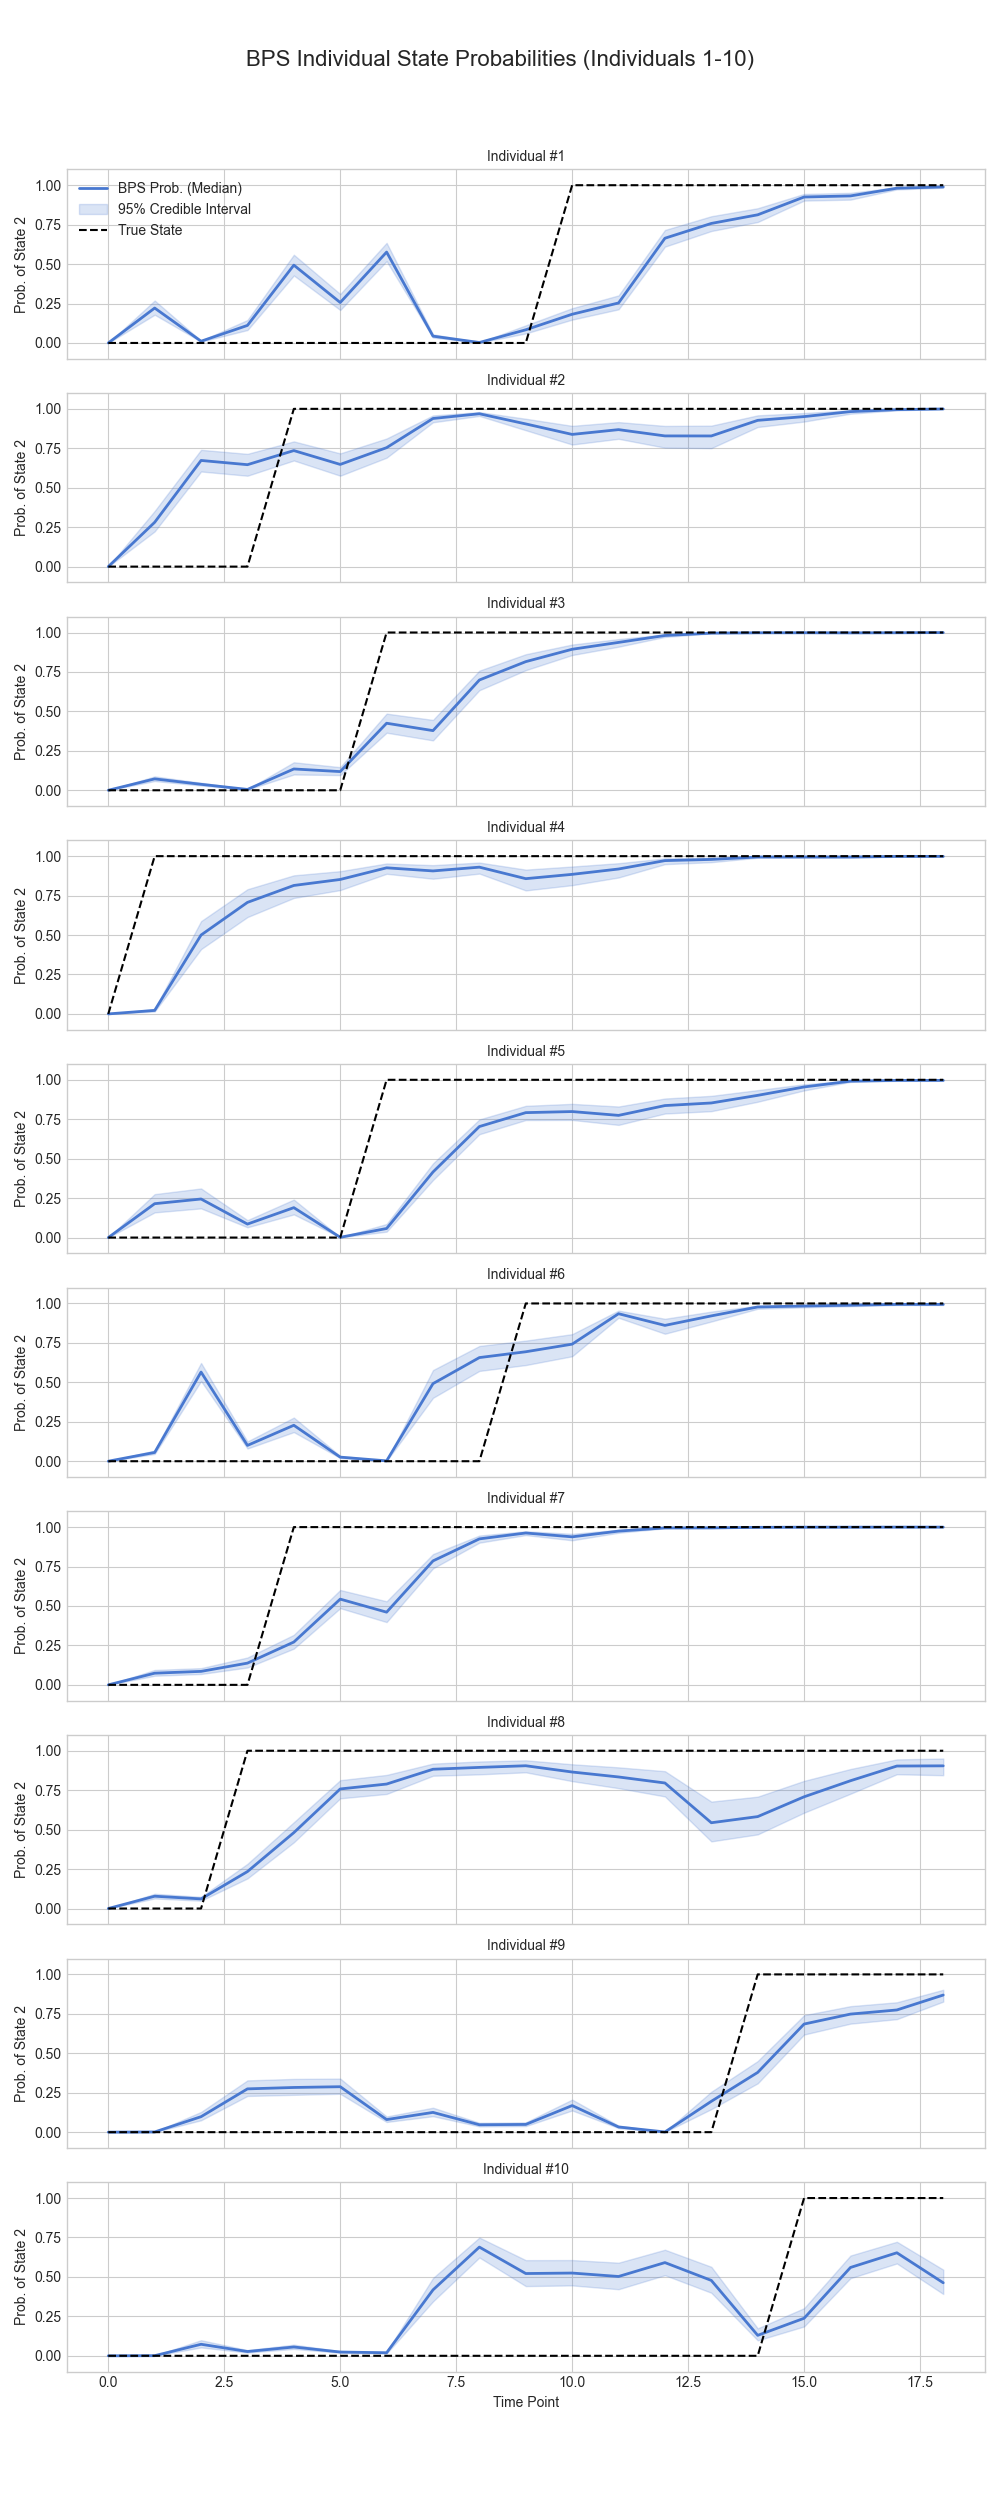 BPS Individual State Probabilities (Individuals 1-10)
Individual #1
BPS Prob. (Median)
95% Credible Interval
True State
Prob. of State 2
1.00
0.75
0.50
0.25
0.00
Individual #2
Prob. of State 2
1.00
0.75
0.50
0.25
0.00
Individual #3
Prob. of State 2
1.00
0.75
0.50
0.25
0.00
Individual #4
Prob. of State 2
1.00
0.75
0.50
0.25
0.00
Individual #5
Prob. of State 2
1.00
0.75
0.50
0.25
0.00
Individual #6
Prob. of State 2
1.00
0.75
0.50
0.25
0.00
Individual #7
Prob. of State 2
1.00
0.75
0.50
0.25
0.00
Individual #8
Prob. of State 2
1.00
0.75
0.50
0.25
0.00
Individual #9
Prob. of State 2
1.00
0.75
0.50
0.25
0.00
Individual #10
Prob. of State 2
1.00
0.75
0.50
0.25
0.00
0.0 2.5 5.0 7.5 10.0 12.5 15.0 17.5
Time Point